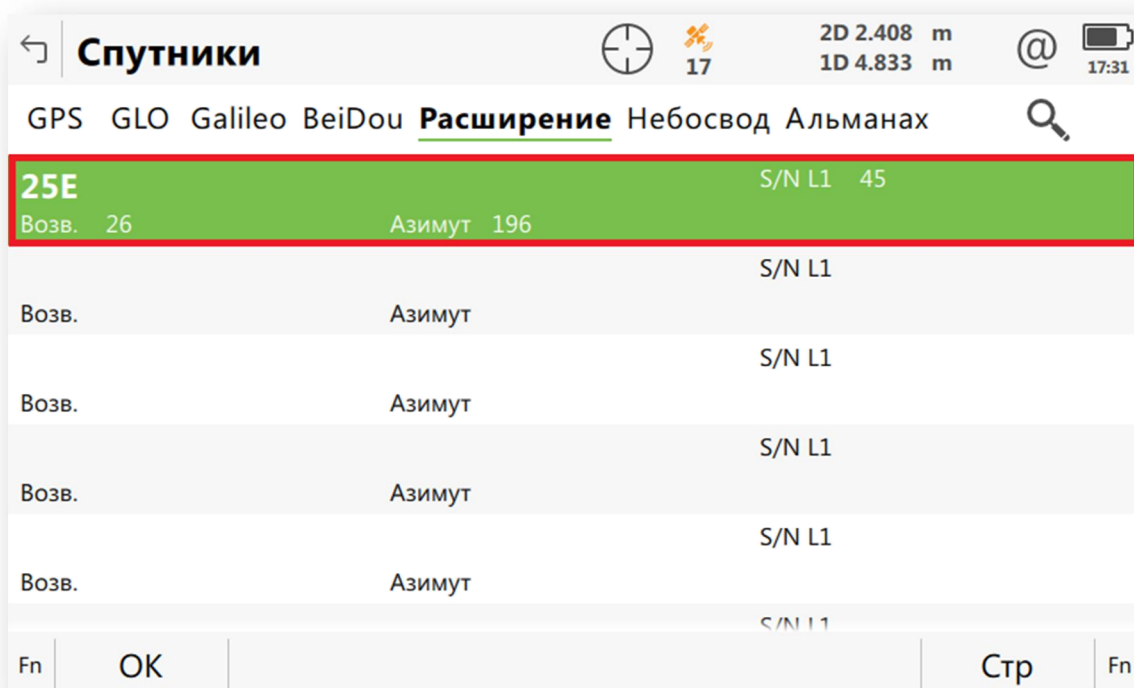 Спутники
17
2D 2.408 m
1D 4.833 m
@
17:31
GPS GLO Galileo BeiDou Расширение Небосвод Альманах
25E
S/N L1 45
Возв. 26 Азимут 196
S/N L1
Возв. Азимут
S/N L1
Возв. Азимут
S/N L1
Возв. Азимут
S/N L1
Возв. Азимут
S/N L1
Fn OK Стр Fn